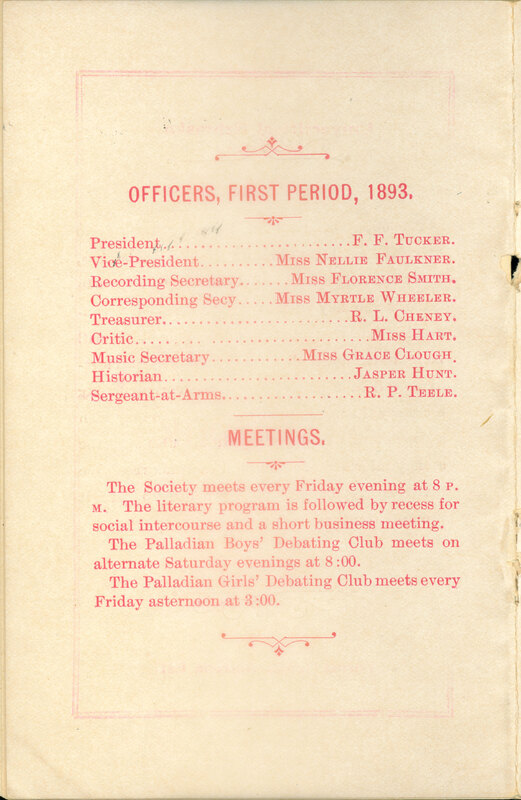 OFFICERS, FIRST PERIOD, 1893.
President..........................F. F. Tucker.
Vice-President..........Miss Nellie Faulkner.
Recording Secretary.......Miss Florence Smith.
Corresponding Secy.....Miss Myrtle Wheeler.
Treasurer..........................R. L. Cheney.
Critic......... .....................Miss Hart.
Music Secretary............Miss Grace Clough.
Historian..........................Jasper Hunt.
Sergeant-at-Arms....................R. P. Teele.
MEETINGS.
The Society meets every Friday evening at 8 P.
M. The literary program is followed by recess for
social intercourse and a short business meeting.
The Palladian Boys' Debating Club meets on
alternate Saturday evenings at 8:00.
The Palladian Girls' Debating Club meets every
Friday asternoon at 3:00.